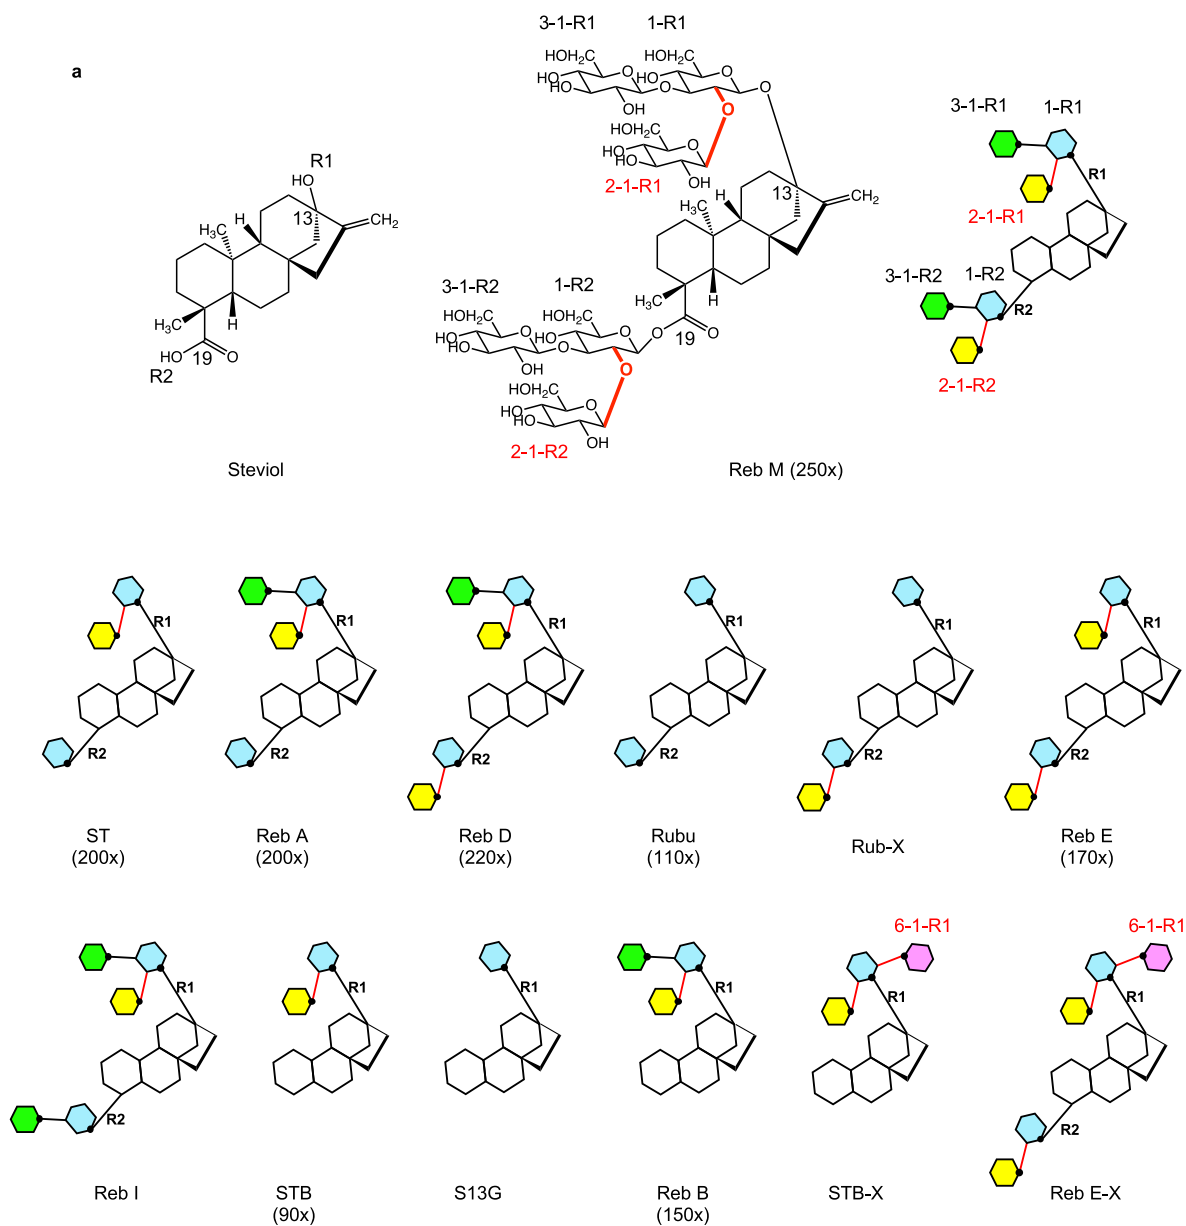 a
Steviol
R1
HO
13
CH2
H3C
H
H3C
H
HO
19
O
R2
3-1-R1
1-R1
HOH2C
HOH2C
HO
O
HO
O
HO
HO
O
O
O
OH
O
HOH2C
HO
O
HO
OH
2-1-R1
13
CH2
H3C
H
H3C
H
19
O
O
3-1-R2
1-R2
HOH2C
HOH2C
HO
O
HO
O
HO
HO
O
OH
O
HOH2C
HO
O
HO
OH
2-1-R2
Reb M (250x)
3-1-R1
1-R1
R1
2-1-R1
3-1-R2
1-R2
R2
2-1-R2
R1
R2
ST
(200x)
R1
R2
Reb A
(200x)
R1
R2
Reb D
(220x)
R1
R2
Rubu
(110x)
R1
R2
Rub-X
R1
R2
Reb E
(170x)
R1
R2
Reb I
R1
STB
(90x)
R1
S13G
R1
Reb B
(150x)
6-1-R1
R1
STB-X
6-1-R1
R1
R2
Reb E-X